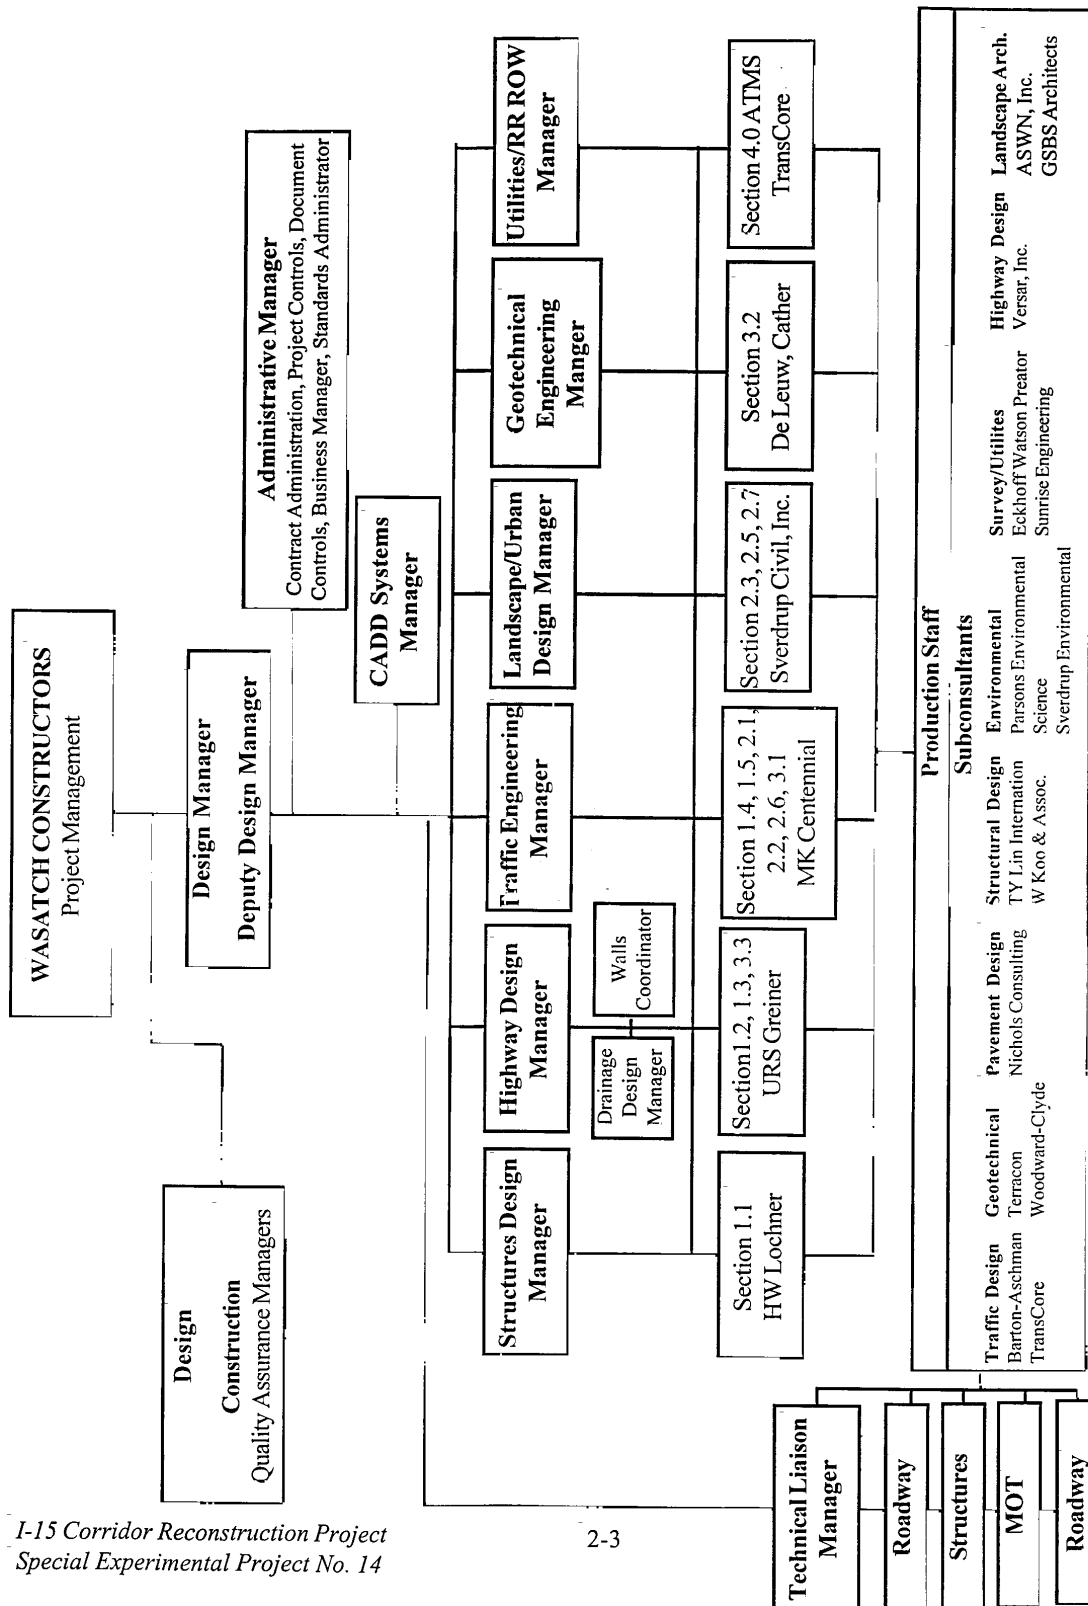 WASATCH CONSTRUCTORS
Project Management
Design
Construction
Quality Assurance Managers
Design Manager
Deputy Design Manager
Administrative Manager
Contract Administration, Project Controls, Document
Controls, Business Manager, Standards Administrator
CADD Systems
Manager
Structures Design
Manager
Highway Design
Manager
Traffic Engineering
Manager
Landscape/Urban
Design Manager
Geotechnical
Engineering
Manger
Utilities/RR ROW
Manager
Drainage
Design
Manager
Walls
Coordinator
Section 1.1
HW Lochner
Section1.2, 1.3, 3.3
URS Greiner
Section 1.4, 1.5, 2.1,
2.2, 2.6, 3.1
MK Centennial
Section 2.3, 2.5, 2.7
Sverdrup Civil, Inc.
Section 3.2
De Leuw, Cather
Section 4.0 ATMS
TransCore
Technical Liaison
Manager
Roadway
Structures
MOT
Roadway
Production Staff
Subconsultants
Traffic Design
Barton-Aschman
TransCore
Geotechnical
Terracon
Woodward-Clyde
Pavement Design
Nichols Consulting
Structural Design
TY Lin Internation
W Koo & Assoc.
Environmental
Parsons Environmental
Science
Sverdrup Environmental
Survey/Utilites
Eckhoff Watson Preator
Sunrise Engineering
Highway Design
Versar, Inc.
Landscape Arch.
ASWN, Inc.
GSBS Architects
I-15 Corridor Reconstruction Project
Special Experimental Project No. 14
2-3